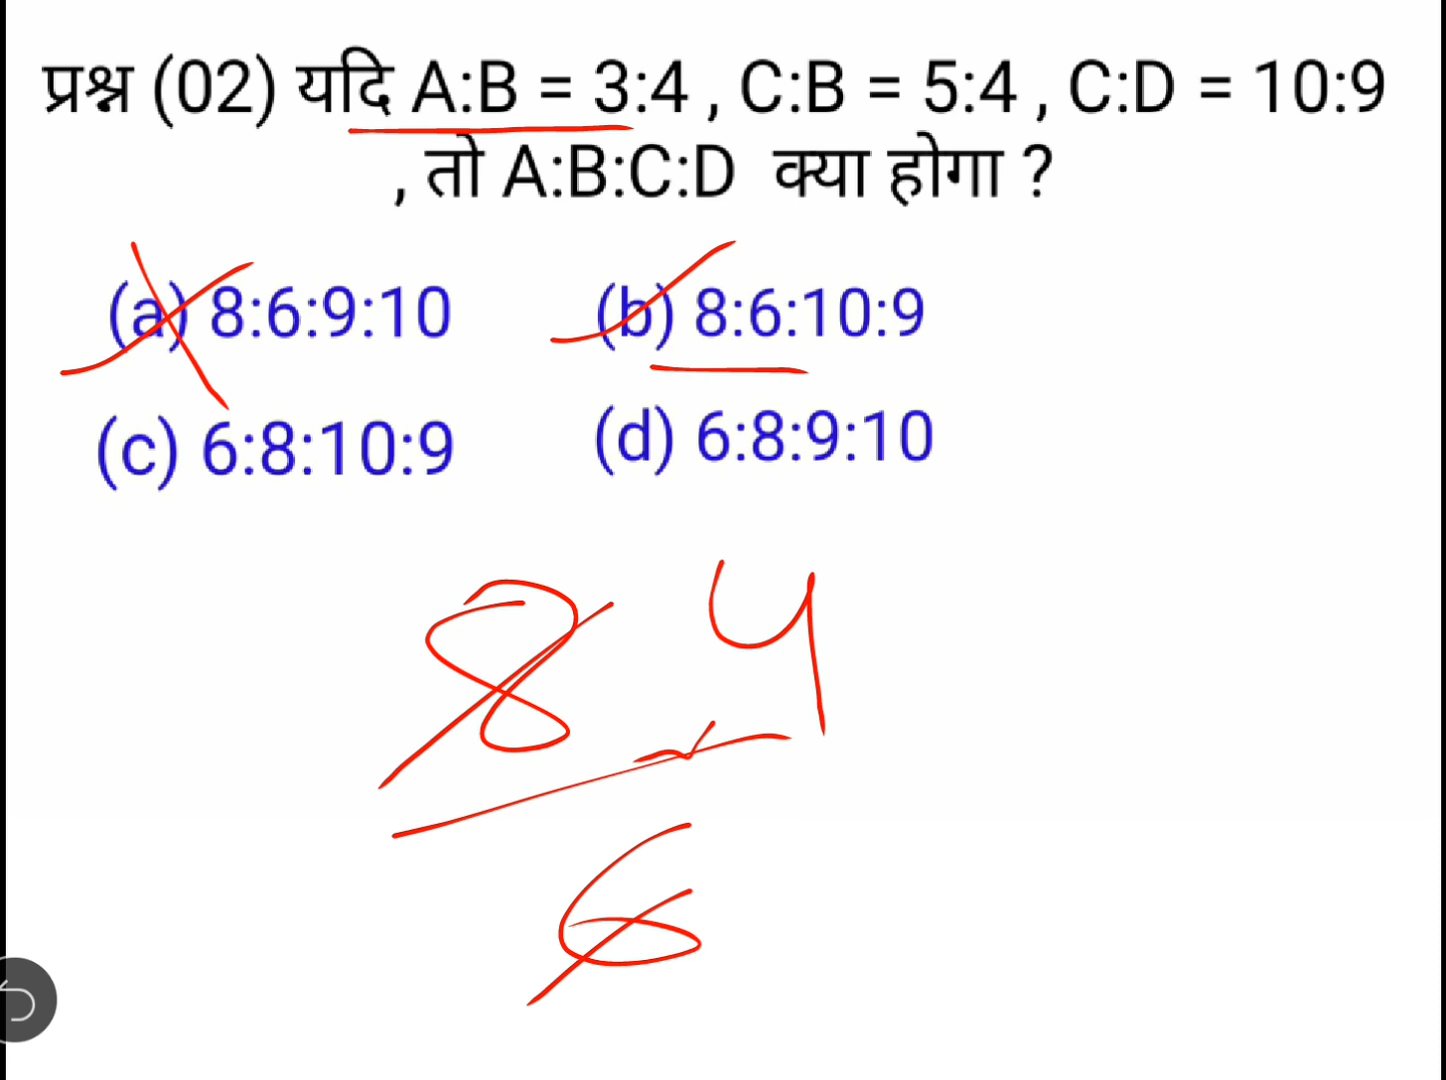 प्रश्न (02) यदि A:B = 3:4 , C:B = 5:4 , C:D = 10:9
, तो A:B:C:D क्या होगा ?
(a) 8:6:9:10 (b) 8:6:10:9
(c) 6:8:10:9 (d) 6:8:9:10
8 4
6